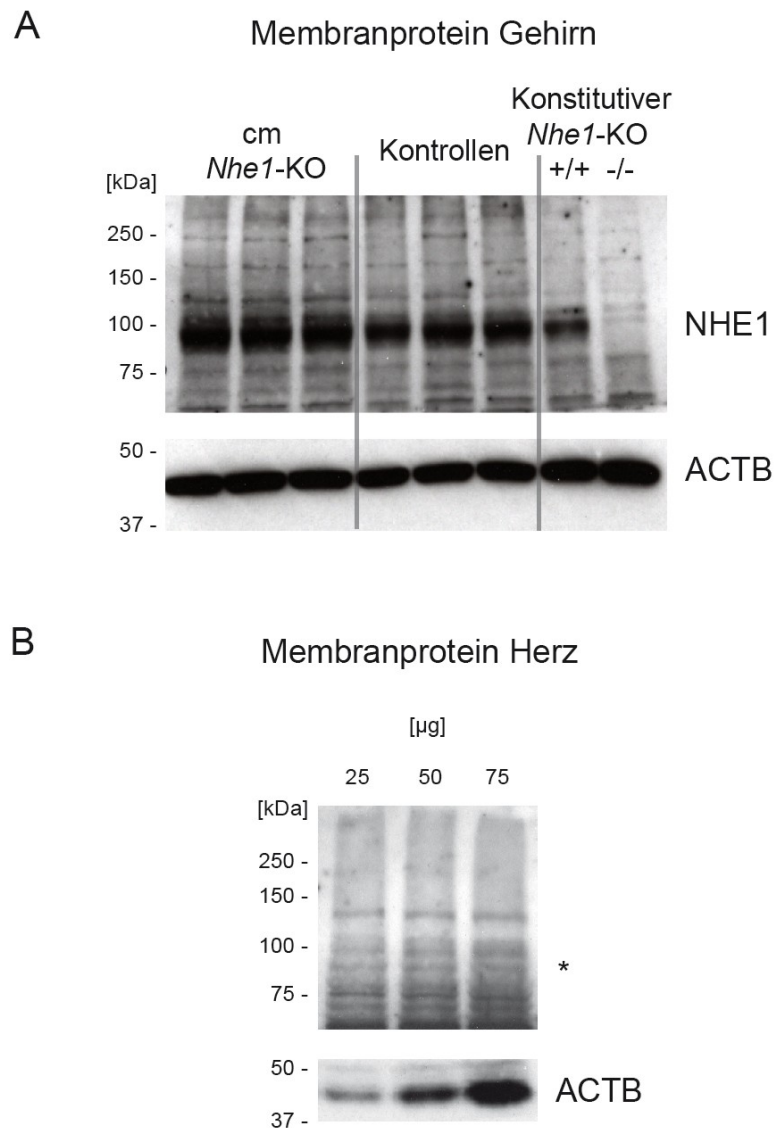 A
Membranprotein Gehirn
cm
Nhe1-KO
Kontrollen
Konstitutiver
Nhe1-KO
+/+ -/-
[kDa]
250 -
150 -
100 -
75 -
NHE1
50 -
37 -
ACTB
B
Membranprotein Herz
[µg]
25 50 75
[kDa]
250 -
150 -
100 -
75 -
*
50 -
37 -
ACTB